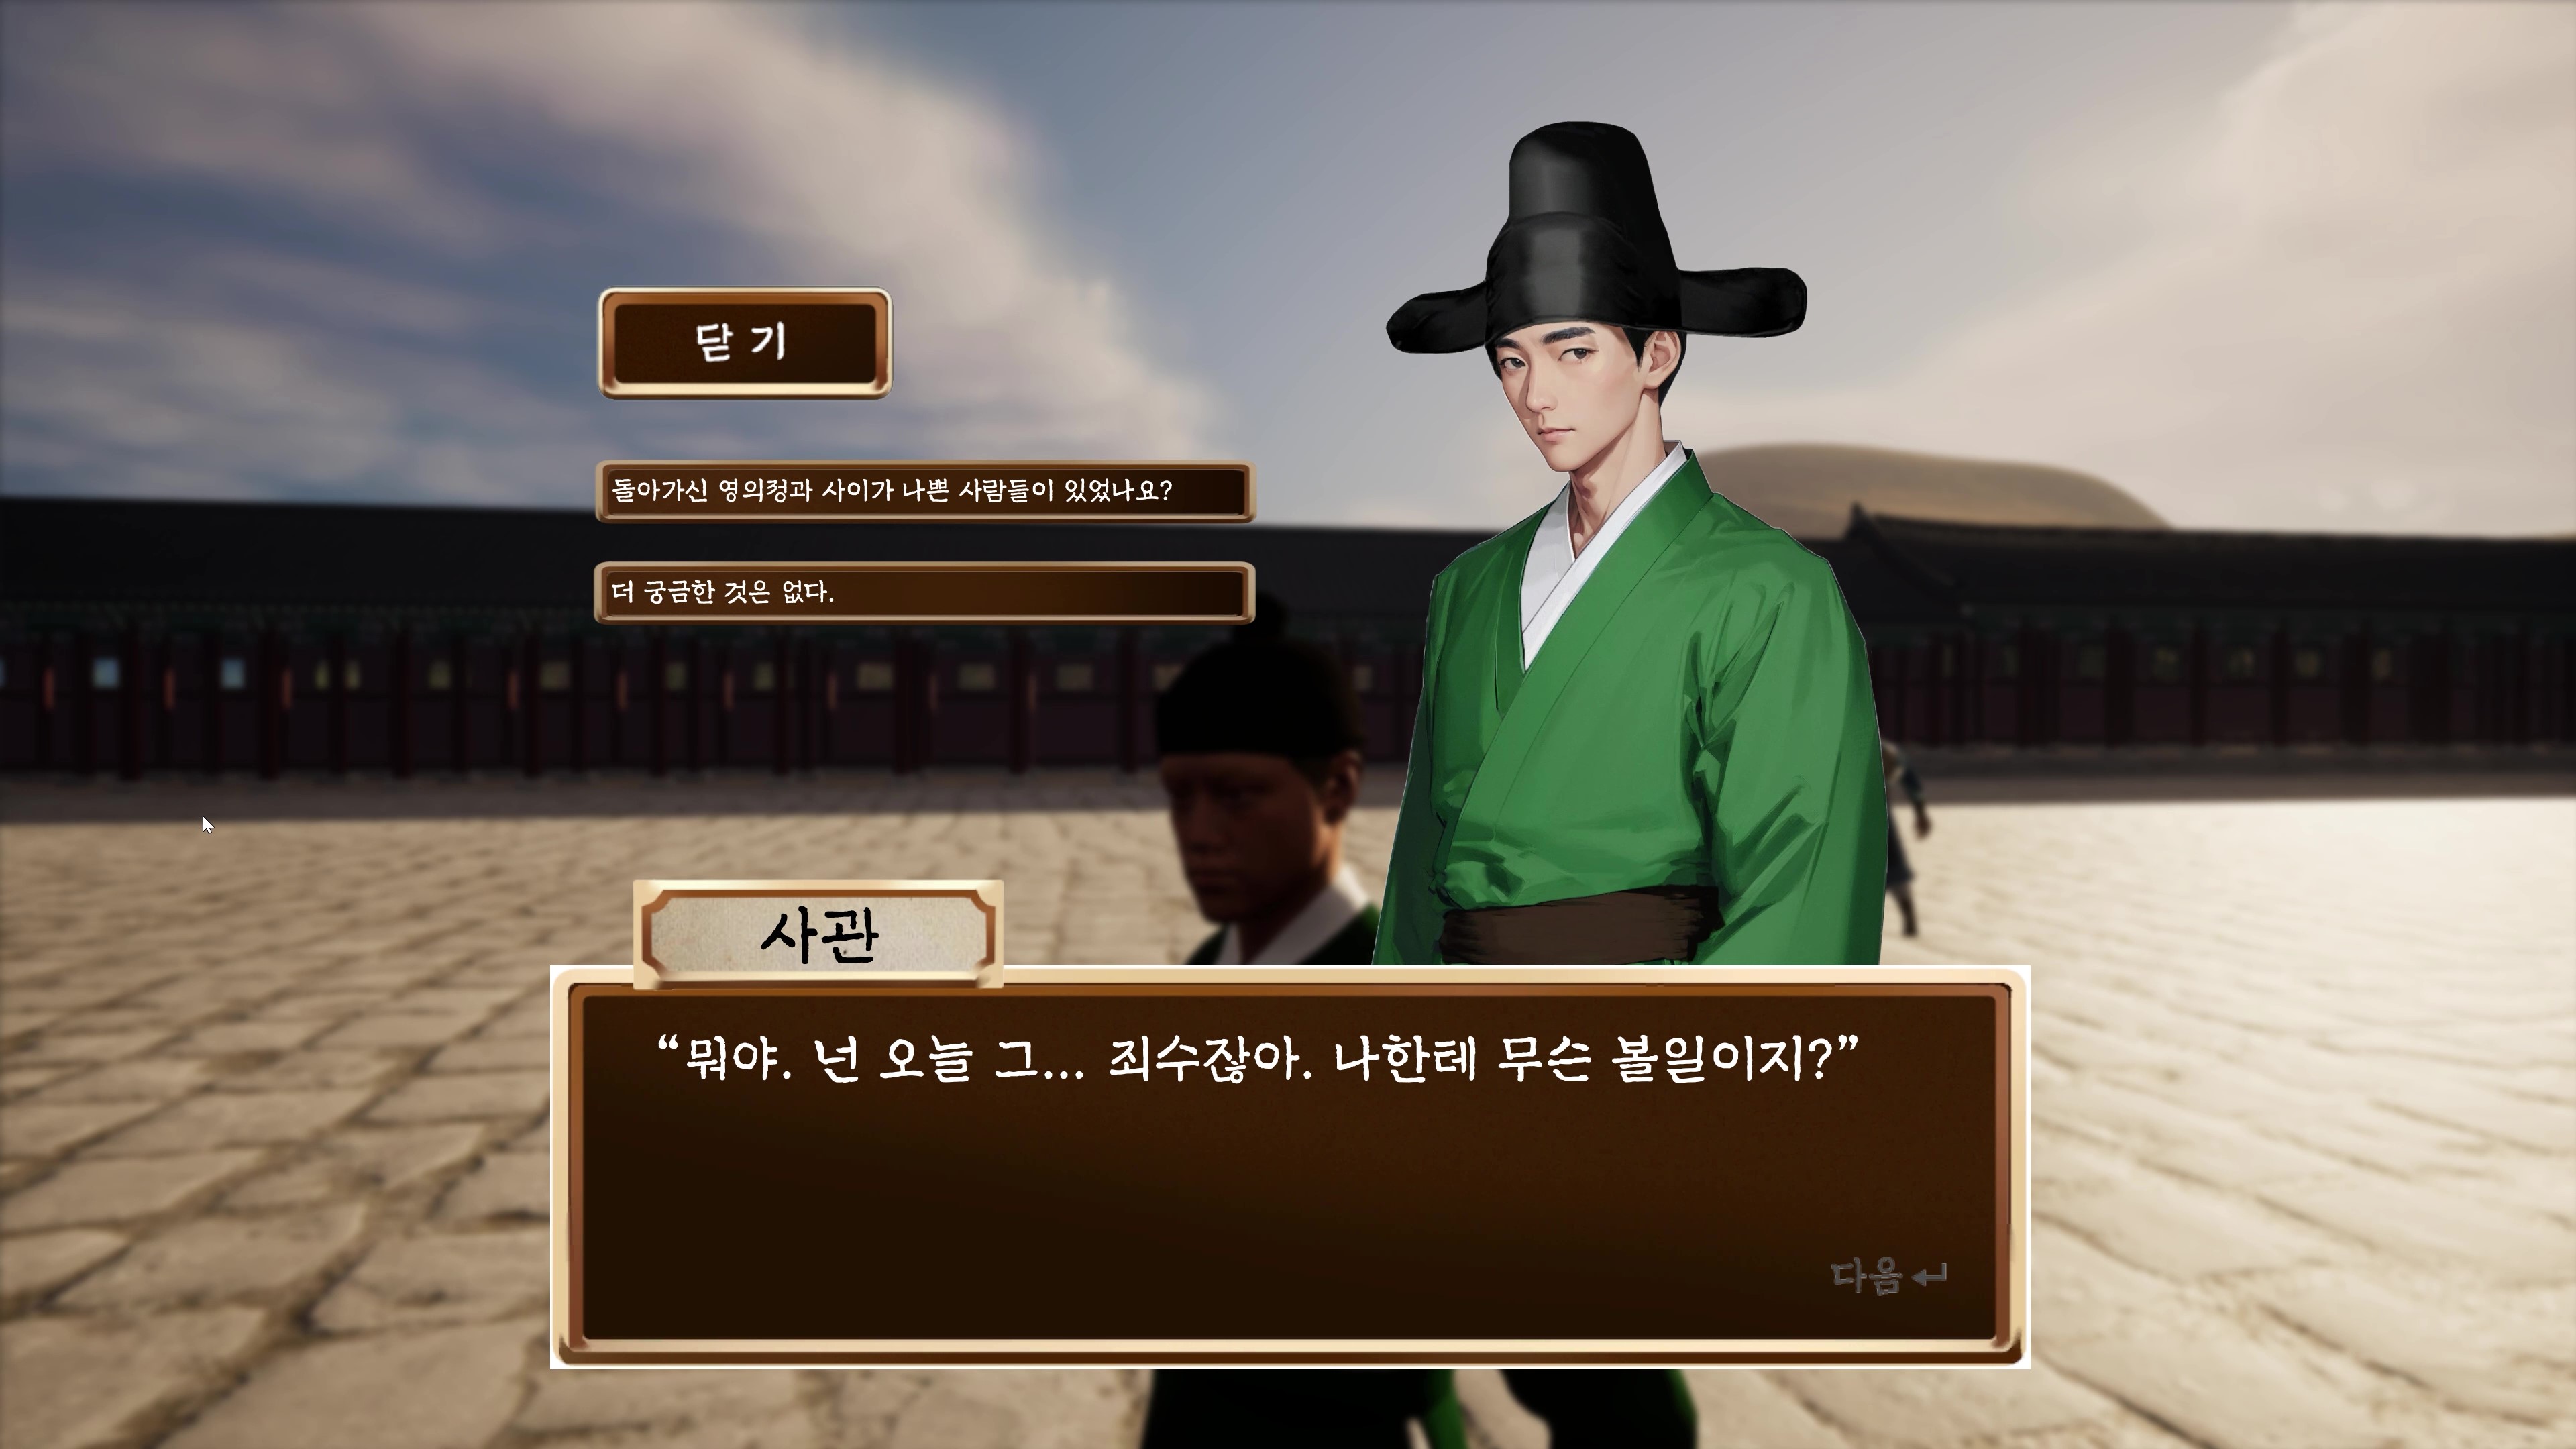 닫 기
돌아가신 영의정과 사이가 나쁜 사람들이 있었나요?
더 궁금한 것은 없다.
사관
“뭐야. 넌 오늘 그... 죄수잖아. 나한테 무슨 볼일이지?”
다음↵